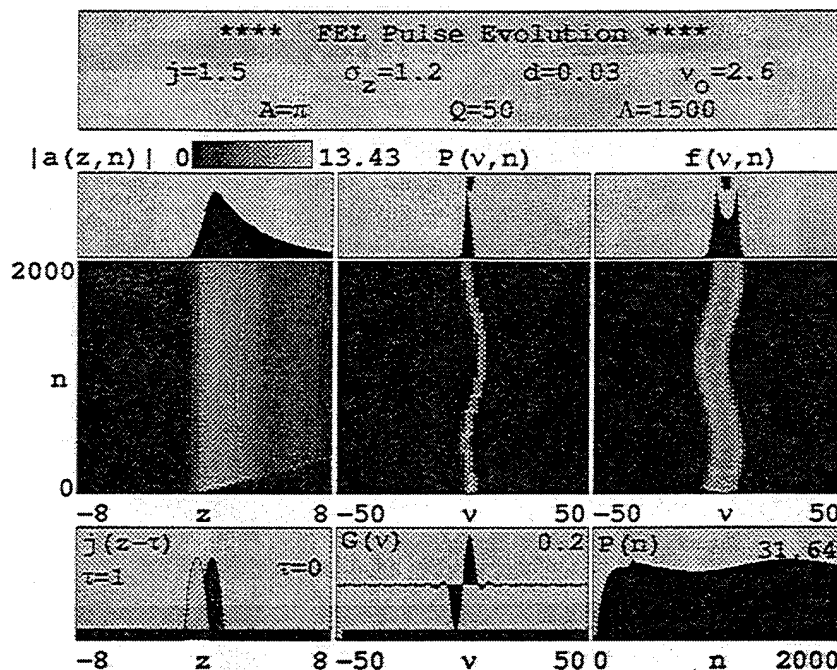 **** FEL Pulse Evolution ****
j=1.5 σz=1.2 d=0.03 νo=2.6
A=π Q=50 Λ=1500
|a(z,n)| 0 13.43 P(ν,n) f(ν,n)
2000
n
0
-8 z 8 -50 ν 50 -50 ν 50
j(z-τ) G(ν) 0.2 P(n) 31.64
τ=1 τ=0
-8 z 8 -50 ν 50 0 n 2000